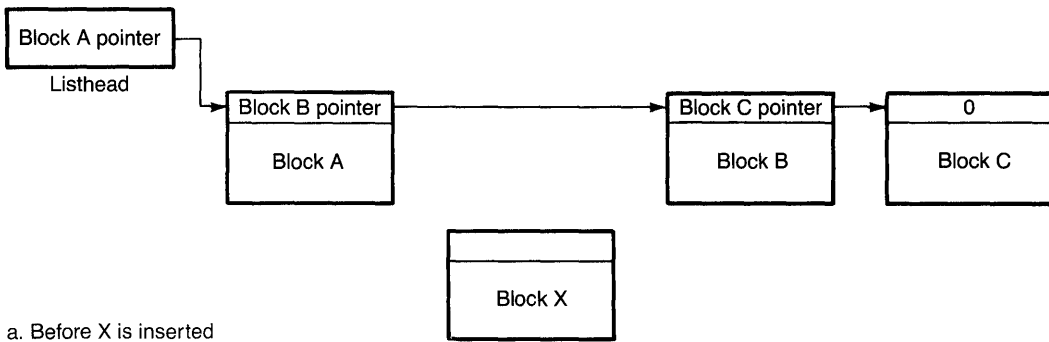 Block A pointer
Listhead
Block B pointer
Block A
Block C pointer
Block B
0
Block C
Block X
a. Before X is inserted